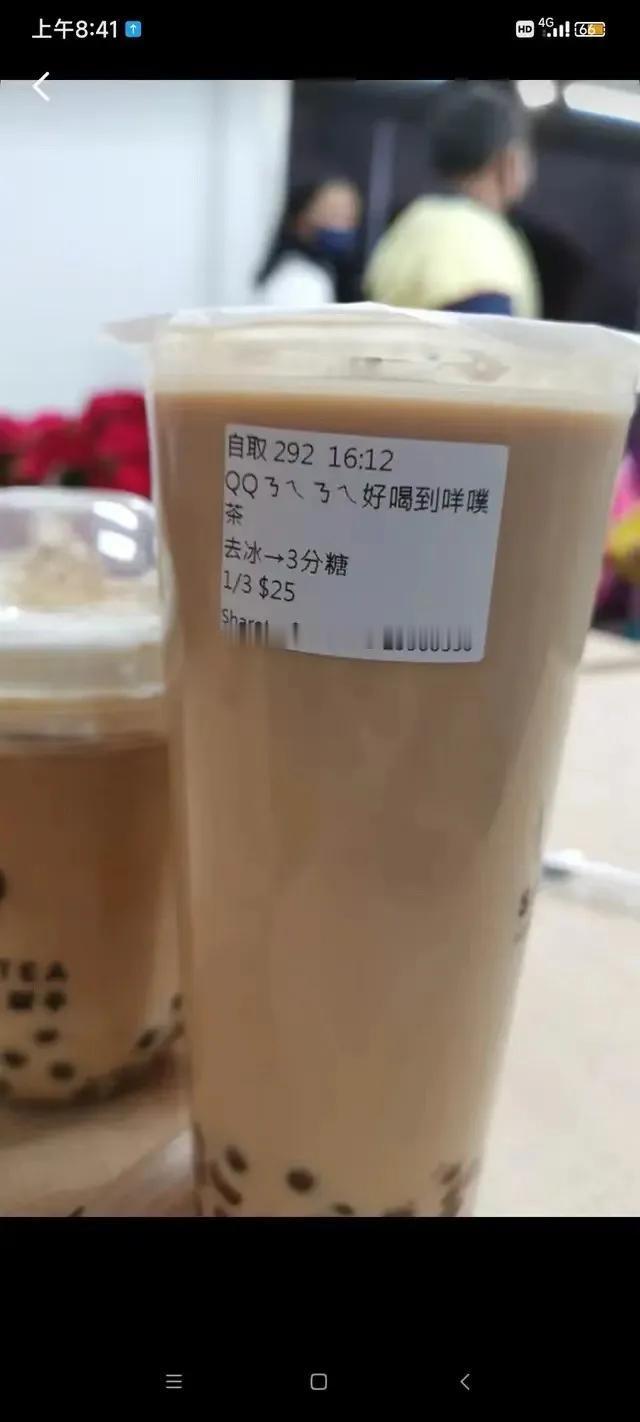 上午8:41
HD 4G 66
自取 292 16:12
QQㄋㄟㄋㄟ好喝到咩噗
茶
去冰→3分糖
1/3 $25
TEA